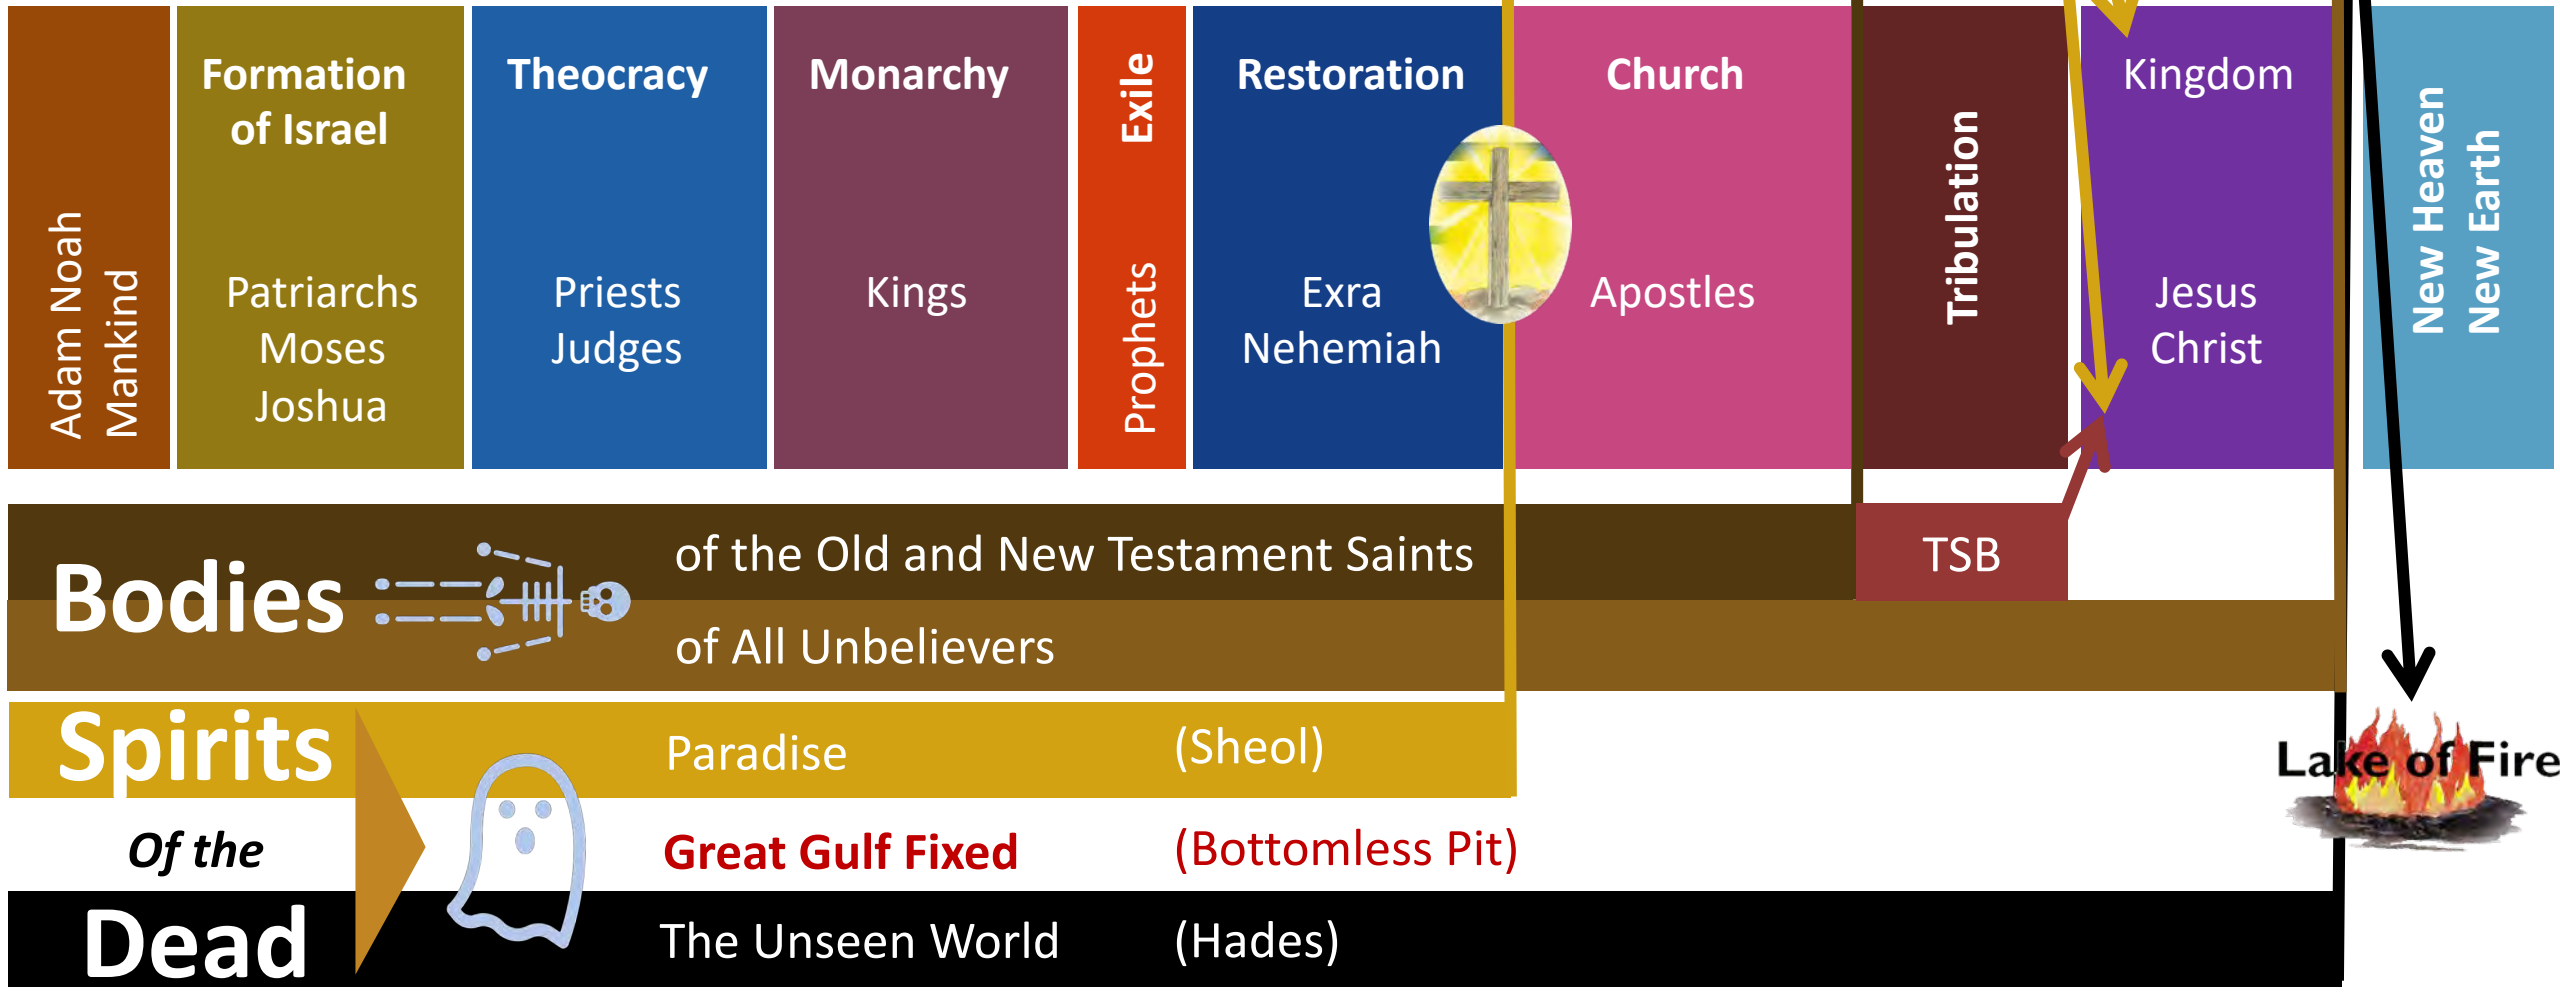 Adam Noah
Mankind
Formation
of Israel
Patriarchs
Moses
Joshua
Theocracy
Priests
Judges
Monarchy
Kings
Exile
Prophets
Restoration
Exra
Nehemiah
Church
Apostles
Tribulation
Kingdom
Jesus
Christ
New Heaven
New Earth
Bodies
of the Old and New Testament Saints
TSB
of All Unbelievers
Spirits
Paradise (Sheol)
Lake of Fire
Of the
Great Gulf Fixed (Bottomless Pit)
Dead
The Unseen World (Hades)